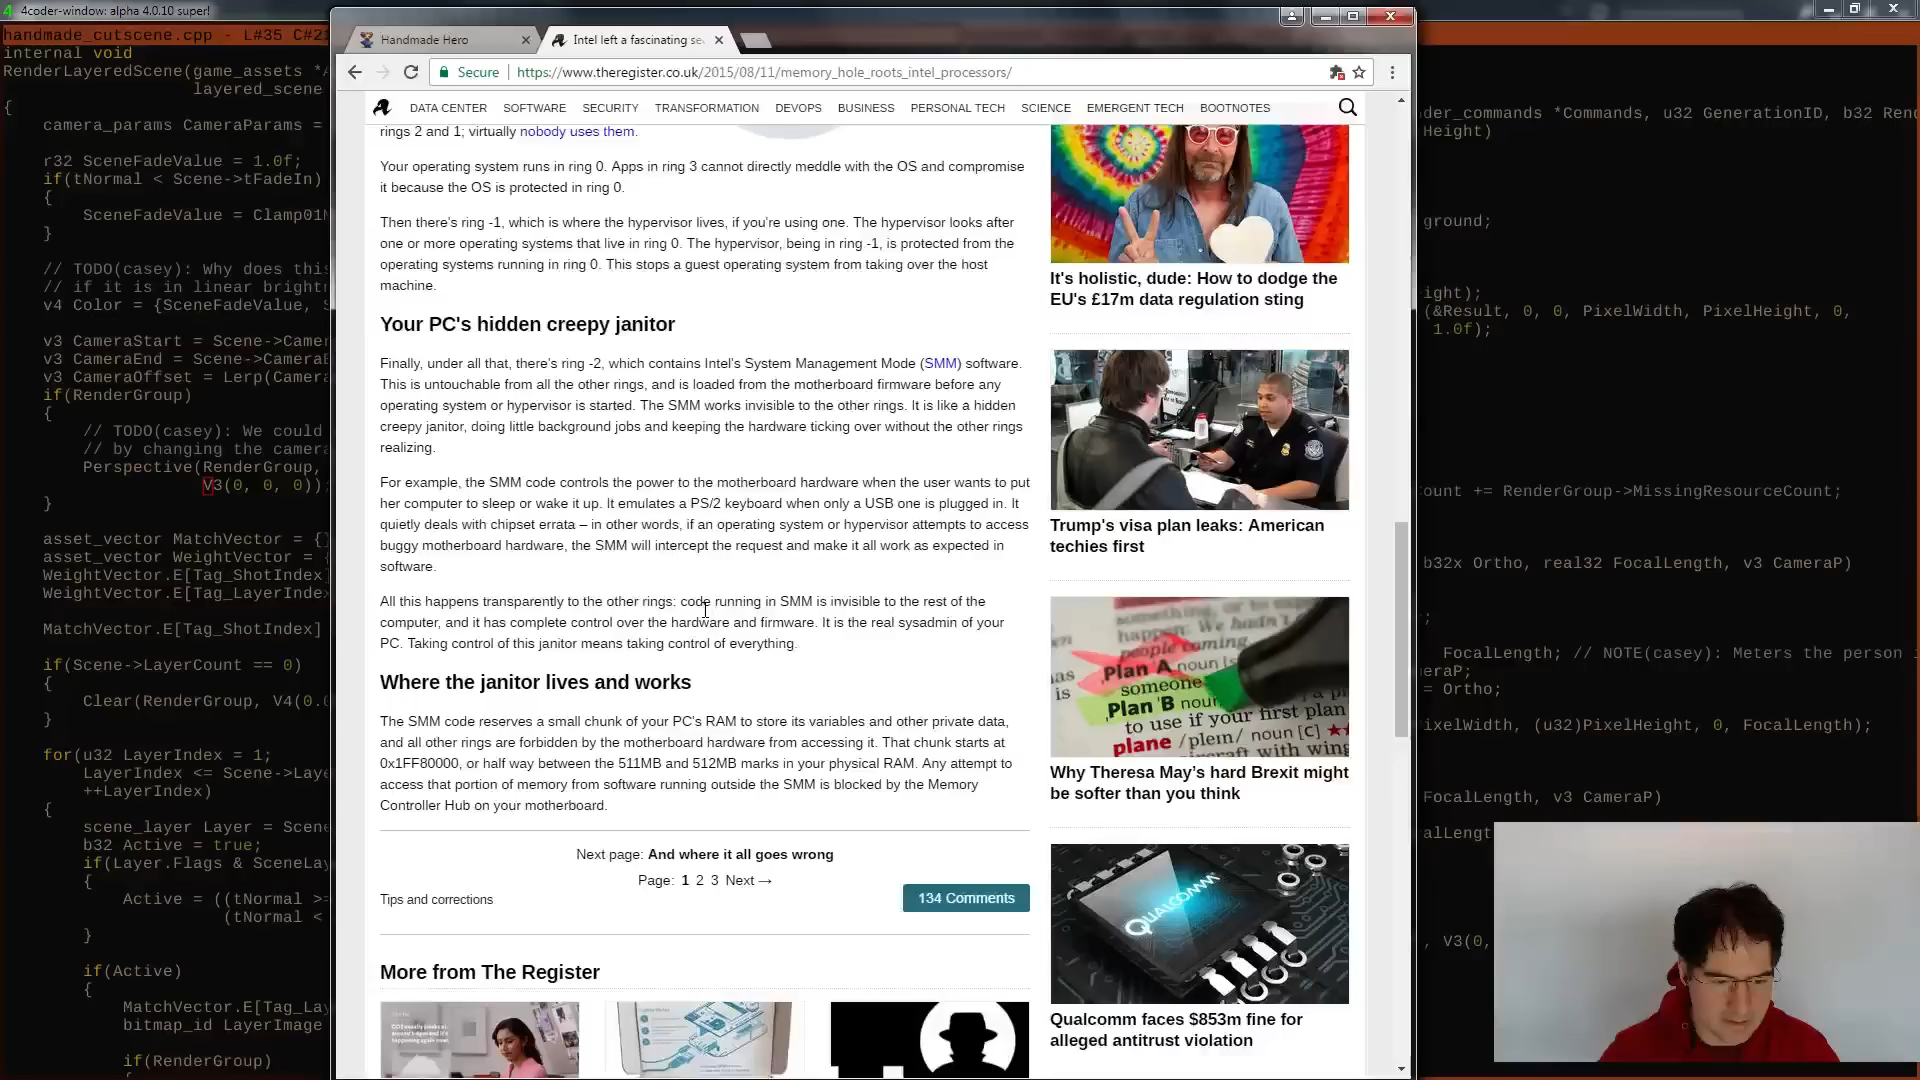 4coder-window: alpha 4.0.10 super!
handmade_cutscene.cpp - L#35 C#2
internal void
RenderLayeredScene(game_assets *
layered_scene
{
camera_params CameraParams =
r32 SceneFadeValue = 1.0f;
if(tNormal < Scene->tFadeIn)
{
SceneFadeValue = Clamp01M
}
// TODO(casey): Why does this
// if it is in linear bright
v4 Color = {SceneFadeValue, S
v3 CameraStart = Scene->Camer
v3 CameraEnd = Scene->CameraE
v3 CameraOffset = Lerp(Camera
if(RenderGroup)
{
// TODO(casey): We could
// by changing the camera
Perspective(RenderGroup,
V3(0, 0, 0));
}
asset_vector MatchVector = {}
asset_vector WeightVector = {
WeightVector.E[Tag_ShotIndex]
WeightVector.E[Tag_LayerIndex
MatchVector.E[Tag_ShotIndex]
if(Scene->LayerCount == 0)
{
Clear(RenderGroup, V4(0.0
}
for(u32 LayerIndex = 1;
LayerIndex <= Scene->Laye
++LayerIndex)
{
scene_layer Layer = Scene
b32 Active = true;
if(Layer.Flags & SceneLay
{
Active = ((tNormal >=
(tNormal <
}
if(Active)
{
MatchVector.E[Tag_Lay
bitmap_id LayerImage
if(RenderGroup)
{
Handmade Hero
Intel left a fascinating se
Secure
https://www.theregister.co.uk/2015/08/11/memory_hole_roots_intel_processors/
DATA CENTER SOFTWARE SECURITY TRANSFORMATION DEVOPS BUSINESS PERSONAL TECH SCIENCE EMERGENT TECH BOOTNOTES
rings 2 and 1; virtually nobody uses them.
Your operating system runs in ring 0. Apps in ring 3 cannot directly meddle with the OS and compromise
it because the OS is protected in ring 0.
Then there's ring -1, which is where the hypervisor lives, if you're using one. The hypervisor looks after
one or more operating systems that live in ring 0. The hypervisor, being in ring -1, is protected from the
operating systems running in ring 0. This stops a guest operating system from taking over the host
machine.
Your PC's hidden creepy janitor
Finally, under all that, there's ring -2, which contains Intel's System Management Mode (SMM) software.
This is untouchable from all the other rings, and is loaded from the motherboard firmware before any
operating system or hypervisor is started. The SMM works invisible to the other rings. It is like a hidden
creepy janitor, doing little background jobs and keeping the hardware ticking over without the other rings
realizing.
For example, the SMM code controls the power to the motherboard hardware when the user wants to put
her computer to sleep or wake it up. It emulates a PS/2 keyboard when only a USB one is plugged in. It
quietly deals with chipset errata – in other words, if an operating system or hypervisor attempts to access
buggy motherboard hardware, the SMM will intercept the request and make it all work as expected in
software.
All this happens transparently to the other rings: code running in SMM is invisible to the rest of the
computer, and it has complete control over the hardware and firmware. It is the real sysadmin of your
PC. Taking control of this janitor means taking control of everything.
Where the janitor lives and works
The SMM code reserves a small chunk of your PC's RAM to store its variables and other private data,
and all other rings are forbidden by the motherboard hardware from accessing it. That chunk starts at
0x1FF80000, or half way between the 511MB and 512MB marks in your physical RAM. Any attempt to
access that portion of memory from software running outside the SMM is blocked by the Memory
Controller Hub on your motherboard.
Next page: And where it all goes wrong
Page: 1 2 3 Next →
Tips and corrections
134 Comments
More from The Register
It's holistic, dude: How to dodge the
EU's £17m data regulation sting
Trump's visa plan leaks: American
techies first
Plan A noun
someone
Plan B noun
to use if your first plan
plane /pleɪn/ noun [C]
Why Theresa May's hard Brexit might
be softer than you think
QUALCOMM
Qualcomm faces $853m fine for
alleged antitrust violation
der_commands *Commands, u32 GenerationID, b32 Rend
Height)
ground;
ight);
(&Result, 0, 0, PixelWidth, PixelHeight, 0,
1.0f);
ount += RenderGroup->MissingResourceCount;
b32x Ortho, real32 FocalLength, v3 CameraP)
;
FocalLength; // NOTE(casey): Meters the person i
eraP;
= Ortho;
ixelWidth, (u32)PixelHeight, 0, FocalLength);
FocalLength, v3 CameraP)
alLengt
, V3(0,